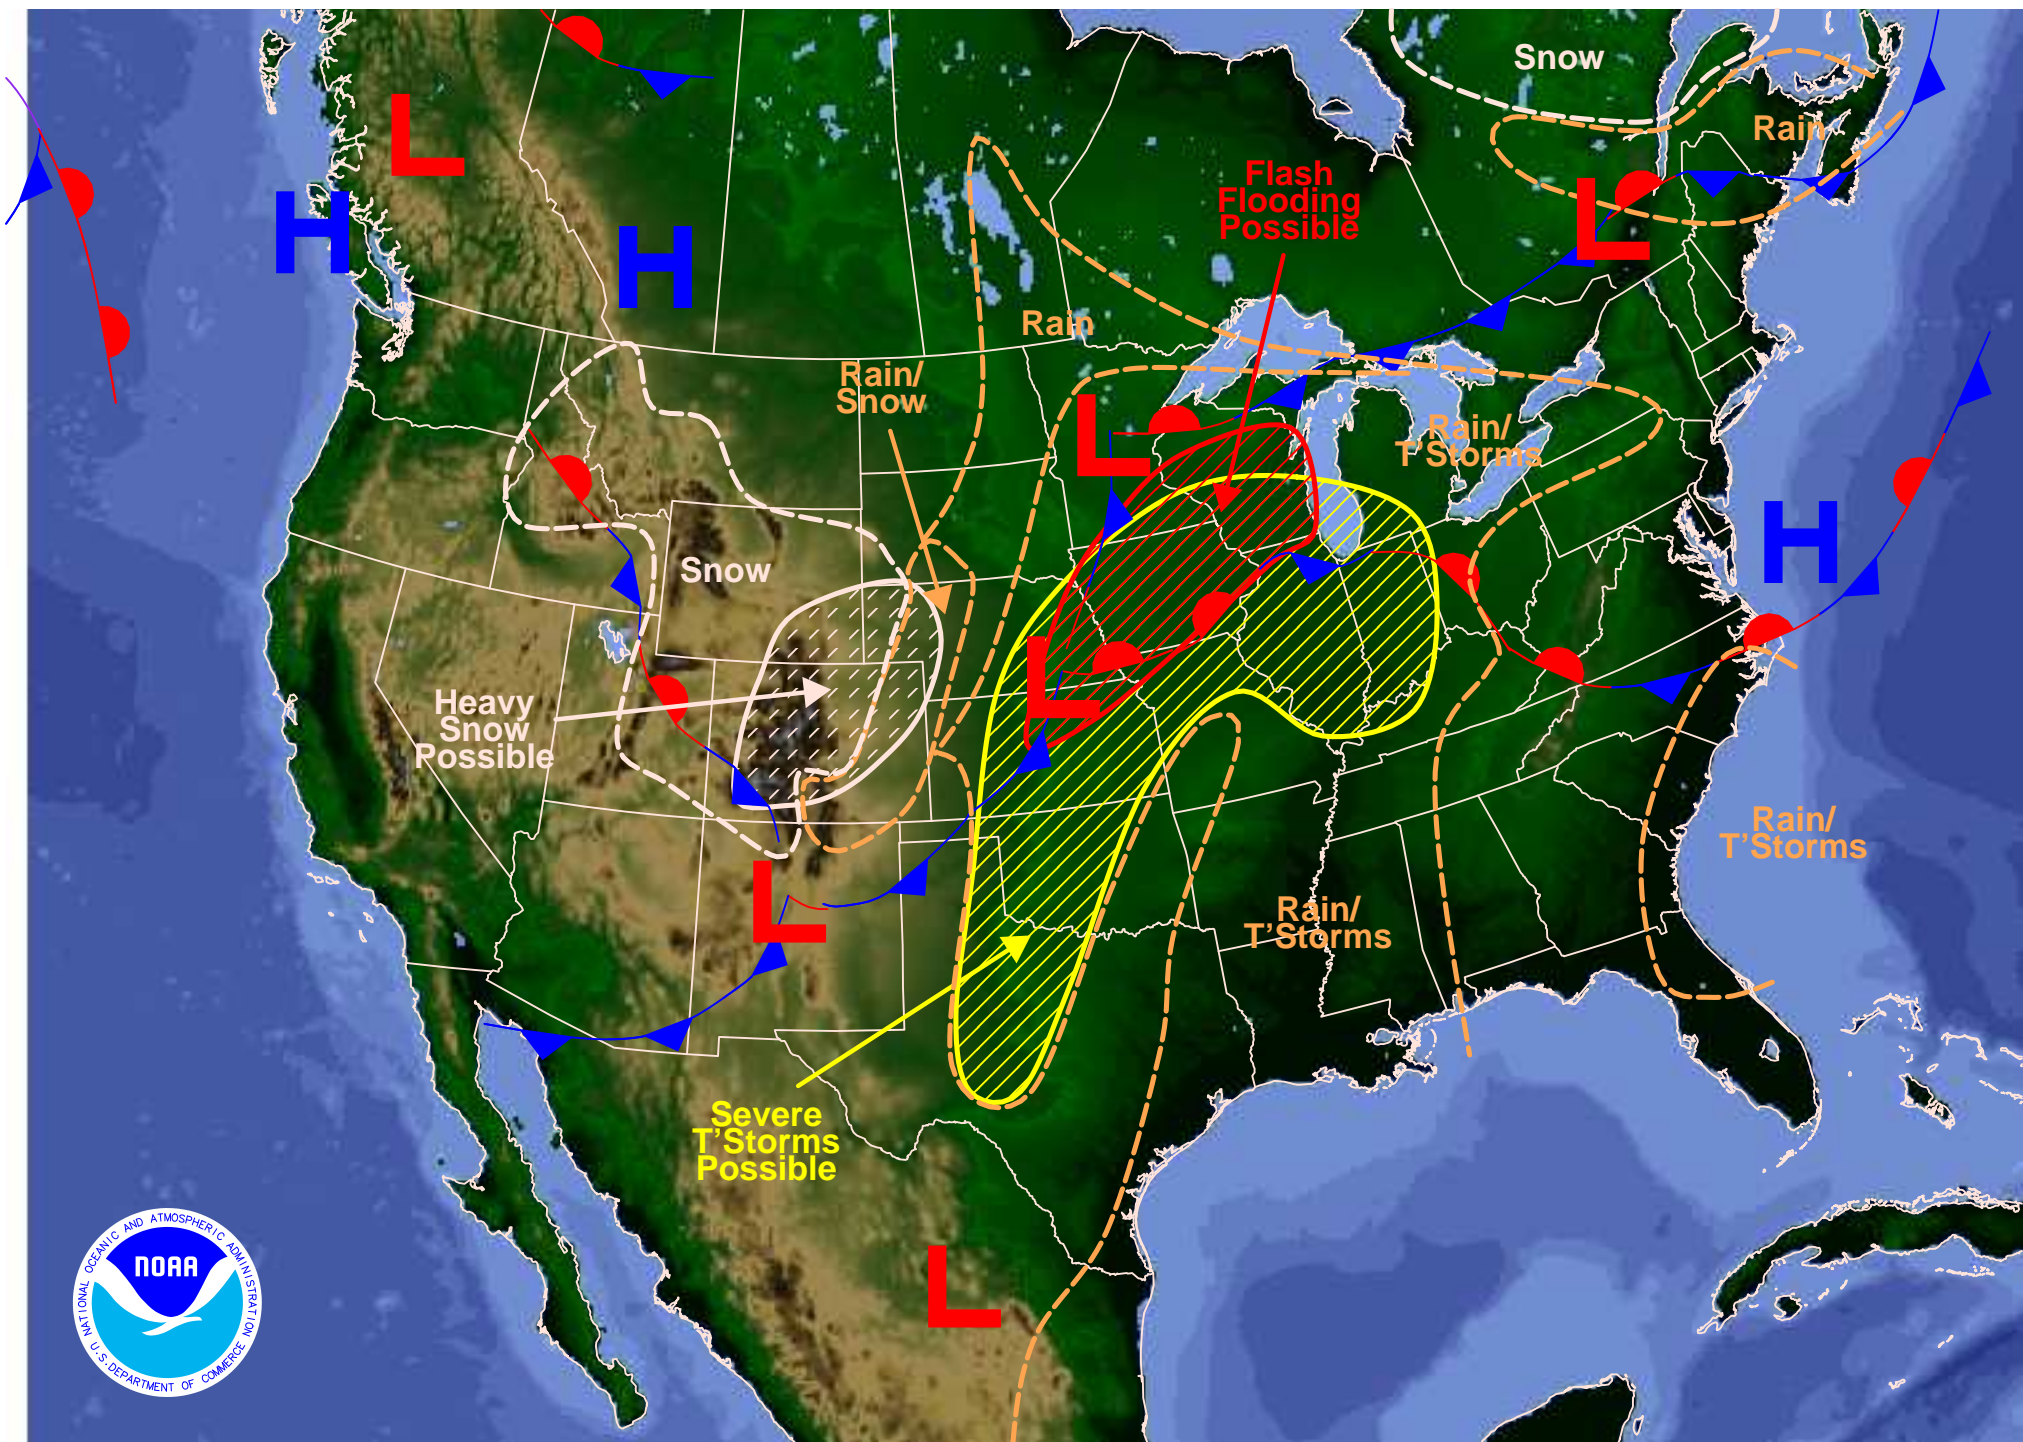 Snow
Rain
Flash
Flooding
Possible
L
H
H
L
Rain
Rain/
Snow
L
Rain/
T'Storms
H
Snow
Heavy
Snow
Possible
L
Rain/
T'Storms
L
Rain/
T'Storms
Severe
T'Storms
Possible
L
NATIONAL OCEANIC AND ATMOSPHERIC ADMINISTRATION
NOAA
U.S. DEPARTMENT OF COMMERCE